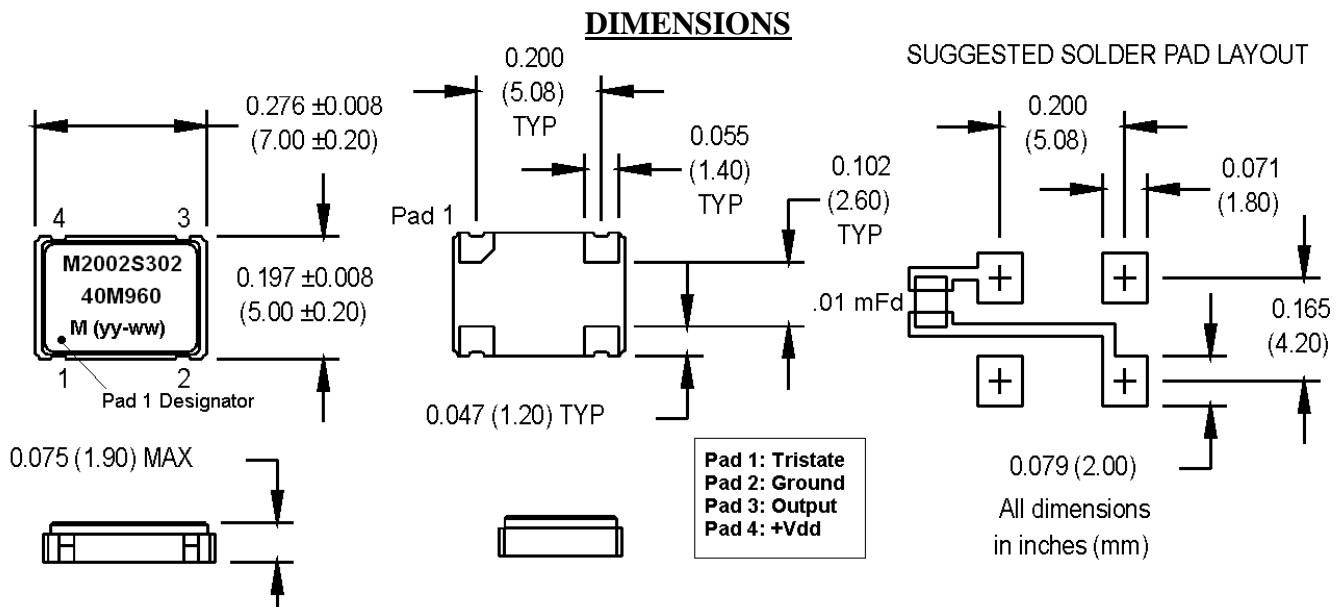 DIMENSIONS
0.276 ±0.008
(7.00 ±0.20)
4
3
M2002S302
40M960
M (yy-ww)
1
2
Pad 1 Designator
0.197 ±0.008
(5.00 ±0.20)
0.075 (1.90) MAX
0.200
(5.08)
TYP
0.055
(1.40)
TYP
0.102
(2.60)
TYP
Pad 1
0.047 (1.20) TYP
Pad 1: Tristate
Pad 2: Ground
Pad 3: Output
Pad 4: +Vdd
SUGGESTED SOLDER PAD LAYOUT
0.200
(5.08)
0.071
(1.80)
.01 mFd
0.165
(4.20)
0.079 (2.00)
All dimensions
in inches (mm)